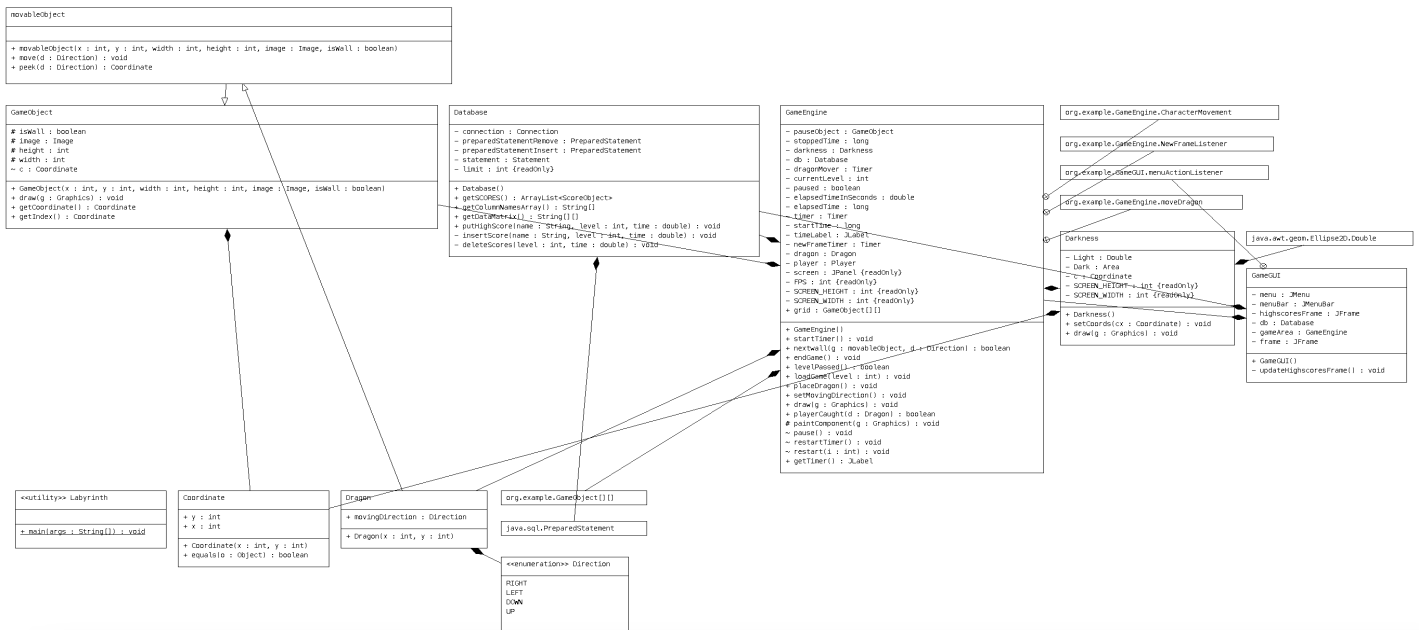 movableObject
+ movableObject(x : int, y : int, width : int, height : int, image : Image, isWall : boolean)
+ move(d : Direction) : void
+ peek(d : Direction) : Coordinate
GameObject
# isWall : boolean
# image : Image
# height : int
# width : int
~ c : Coordinate
+ GameObject(x : int, y : int, width : int, height : int, image : Image, isWall : boolean)
+ draw(g : Graphics) : void
+ getCoordinate() : Coordinate
+ getIndex() : Coordinate
Database
- connection : Connection
- preparedStatementRemove : PreparedStatement
- preparedStatementInsert : PreparedStatement
- statement : Statement
- limit : int {readOnly}
+ Database()
+ getSCORES() : ArrayList<ScoreObject>
+ getColumnNamesArray() : String[]
+ getDataMatrix() : String[][]
+ putHighScore(name : String, level : int, time : double) : void
- insertScore(name : String, level : int, time : double) : void
- deleteScores(level : int, time : double) : void
GameEngine
- pauseObject : GameObject
- stoppedTime : long
- darkness : Darkness
- db : Database
- dragonMover : Timer
- currentLevel : int
- paused : boolean
- elapsedTimeInSeconds : double
- elapsedTime : long
- timer : Timer
- startTime : long
- timeLabel : JLabel
- newFrameTimer : Timer
- dragon : Dragon
- player : Player
- screen : JPanel {readOnly}
- FPS : int {readOnly}
- SCREEN_HEIGHT : int {readOnly}
- SCREEN_WIDTH : int {readOnly}
+ grid : GameObject[][]
+ GameEngine()
+ startTimer() : void
+ nextwall(g : movableObject, d : Direction) : boolean
+ endGame() : void
+ levelPassed() : boolean
+ loadGame(level : int) : void
+ placeDragon() : void
+ setMovingDirection() : void
+ draw(g : Graphics) : void
+ playerCaught(d : Dragon) : boolean
# paintComponent(g : Graphics) : void
~ pause() : void
~ restartTimer() : void
~ restart(i : int) : void
+ getTimer() : JLabel
org.example.GameEngine.CharacterMovement
org.example.GameEngine.NewFrameListener
org.example.GameGUI.menuActionListener
org.example.GameEngine.moveDragon
Darkness
- Light : Double
- Dark : Area
- c : Coordinate
- SCREEN_HEIGHT : int {readOnly}
- SCREEN_WIDTH : int {readOnly}
+ Darkness()
+ setCoords(cx : Coordinate) : void
+ draw(g : Graphics) : void
java.awt.geom.Ellipse2D.Double
GameGUI
- menu : JMenu
- menuBar : JMenuBar
- highscoresFrame : JFrame
- db : Database
- gameArea : GameEngine
- frame : JFrame
+ GameGUI()
- updateHighscoresFrame() : void
<<utility>> Labyrinth
+ main(args : String[]) : void
Coordinate
+ y : int
+ x : int
+ Coordinate(x : int, y : int)
+ equals(o : Object) : boolean
Dragon
+ movingDirection : Direction
+ Dragon(x : int, y : int)
org.example.GameObject[][]
java.sql.PreparedStatement
<<enumeration>> Direction
RIGHT
LEFT
DOWN
UP